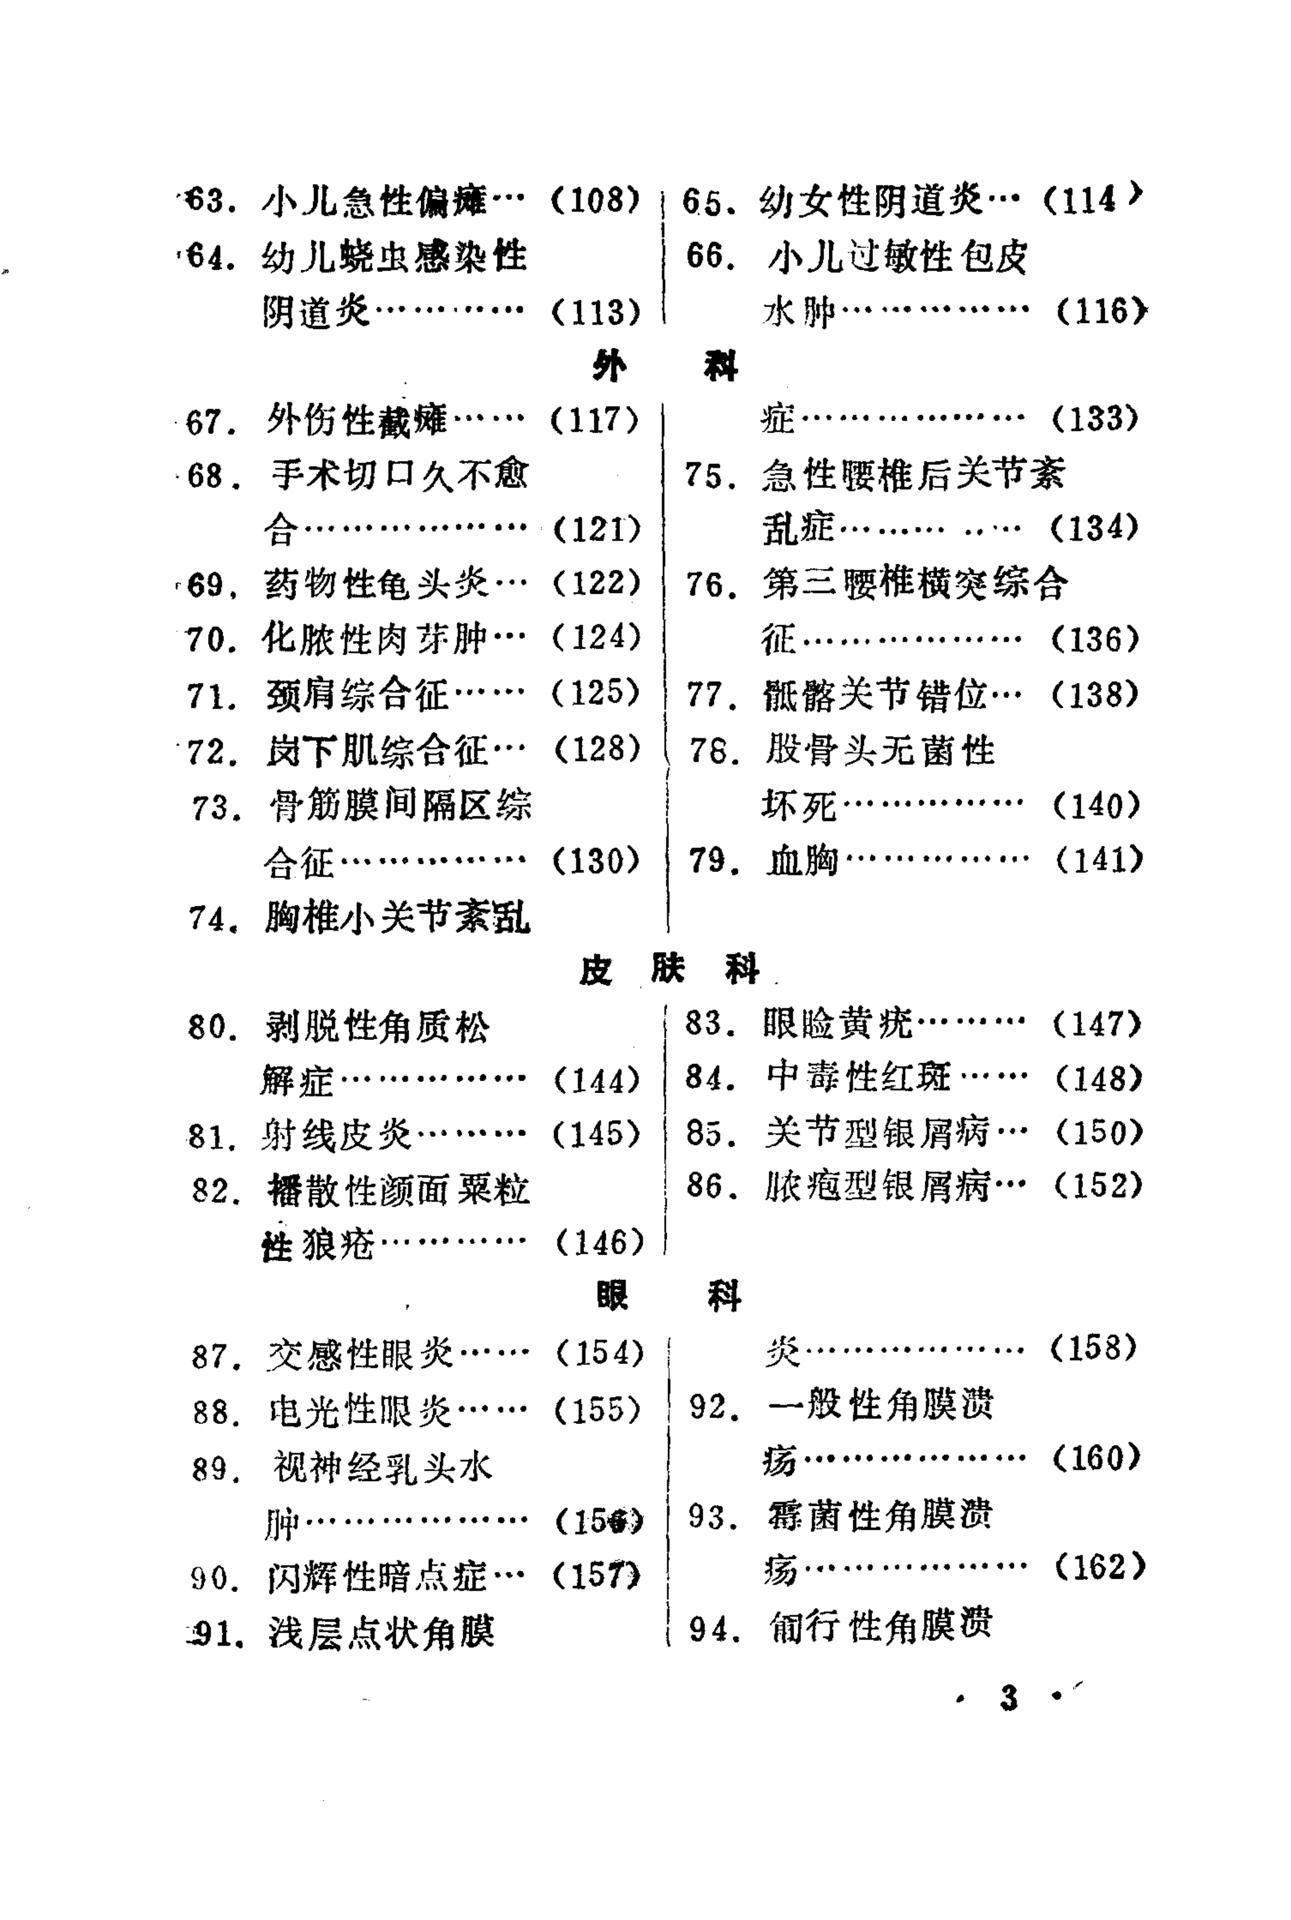 63. 小儿急性偏瘫…（108）
64. 幼儿蛲虫感染性
阴道炎…………（113）
65. 幼女性阴道炎…（114）
66. 小儿过敏性包皮
水肿……………（116）
外 科
67. 外伤性截瘫……（117）
68. 手术切口久不愈
合………………（121）
69. 药物性龟头炎…（122）
70. 化脓性肉芽肿…（124）
71. 颈肩综合征……（125）
72. 岗下肌综合征…（128）
73. 骨筋膜间隔区综
合征……………（130）
74. 胸椎小关节紊乱
症………………（133）
75. 急性腰椎后关节紊
乱症……………（134）
76. 第三腰椎横突综合
征………………（136）
77. 骶髂关节错位…（138）
78. 股骨头无菌性
坏死……………（140）
79. 血胸……………（141）
皮 肤 科
80. 剥脱性角质松
解症……………（144）
81. 射线皮炎………（145）
82. 播散性颜面粟粒
性狼疮…………（146）
83. 眼睑黄疣………（147）
84. 中毒性红斑……（148）
85. 关节型银屑病…（150）
86. 脓疱型银屑病…（152）
眼 科
87. 交感性眼炎……（154）
88. 电光性眼炎……（155）
89. 视神经乳头水
肿………………（156）
90. 闪辉性暗点症…（157）
91. 浅层点状角膜
炎………………（158）
92. 一般性角膜溃
疡………………（160）
93. 霉菌性角膜溃
疡………………（162）
94. 匐行性角膜溃
· 3 ·